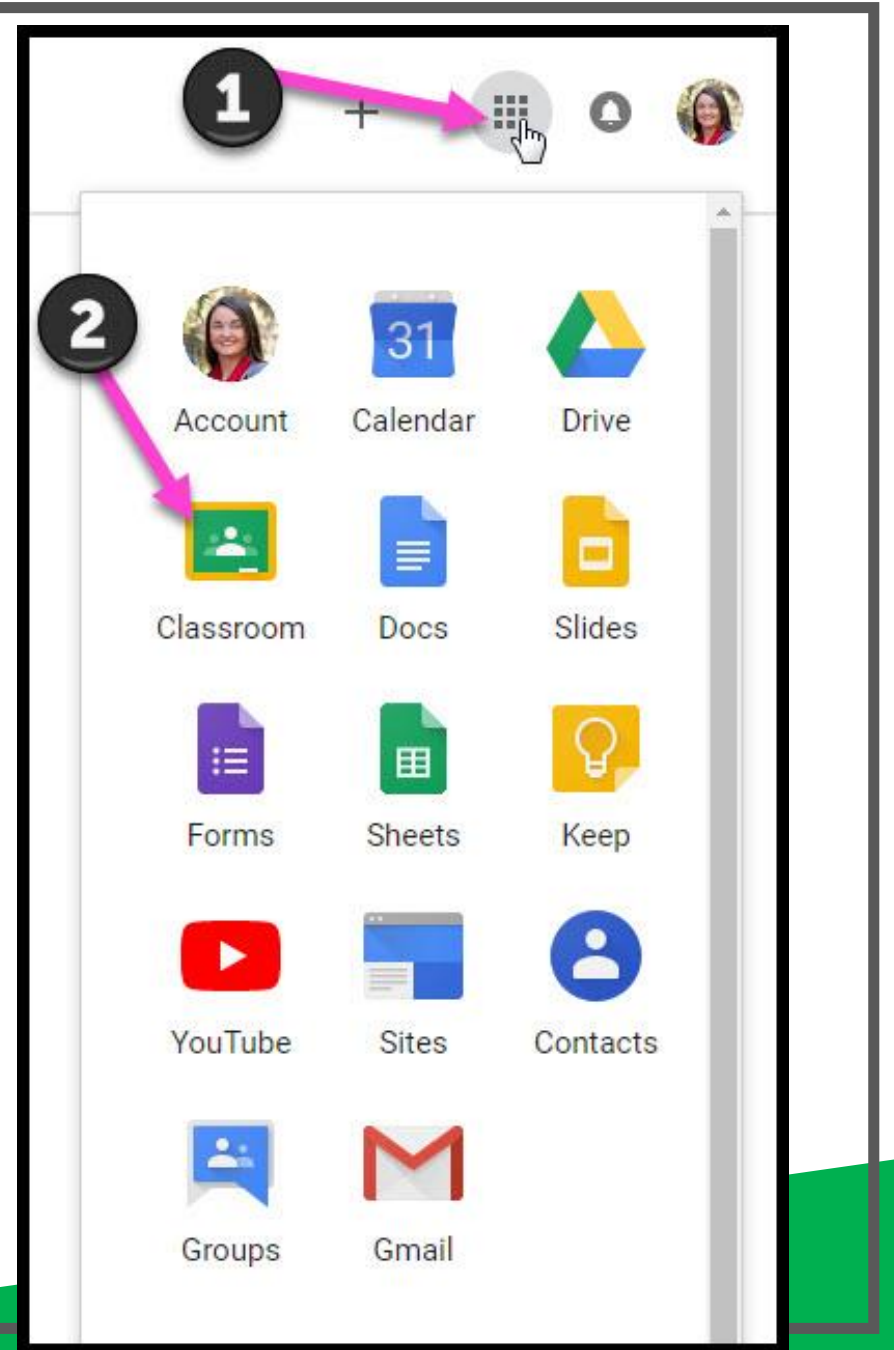 1
2
31
Account Calendar Drive
Classroom Docs Slides
Forms Sheets Keep
YouTube Sites Contacts
Groups Gmail